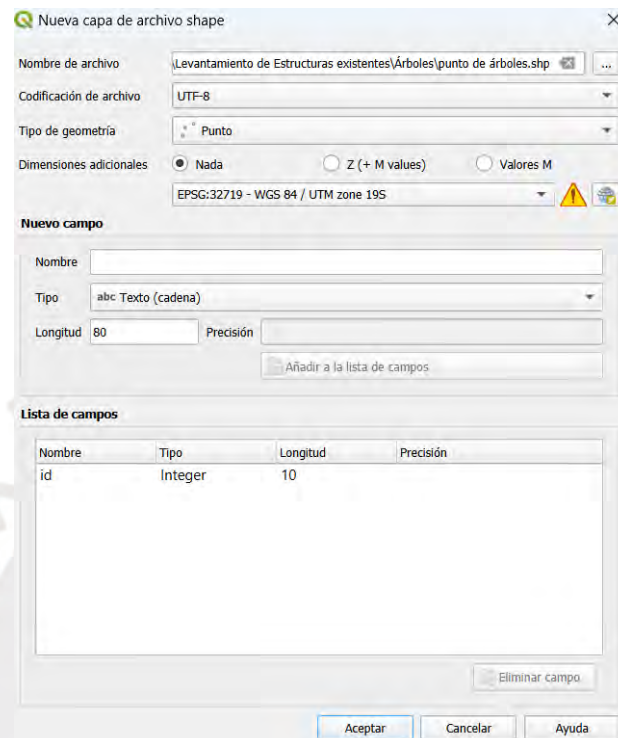 Nueva capa de archivo shape
Nombre de archivo \Levantamiento de Estructuras existentes\Árboles\punto de árboles.shp ...
Codificación de archivo UTF-8
Tipo de geometría Punto
Dimensiones adicionales Nada Z (+ M values) Valores M
EPSG:32719 - WGS 84 / UTM zone 19S
Nuevo campo
Nombre
Tipo abc Texto (cadena)
Longitud 80 Precisión
Añadir a la lista de campos
Lista de campos
Nombre Tipo Longitud Precisión
id Integer 10
Eliminar campo
Aceptar Cancelar Ayuda